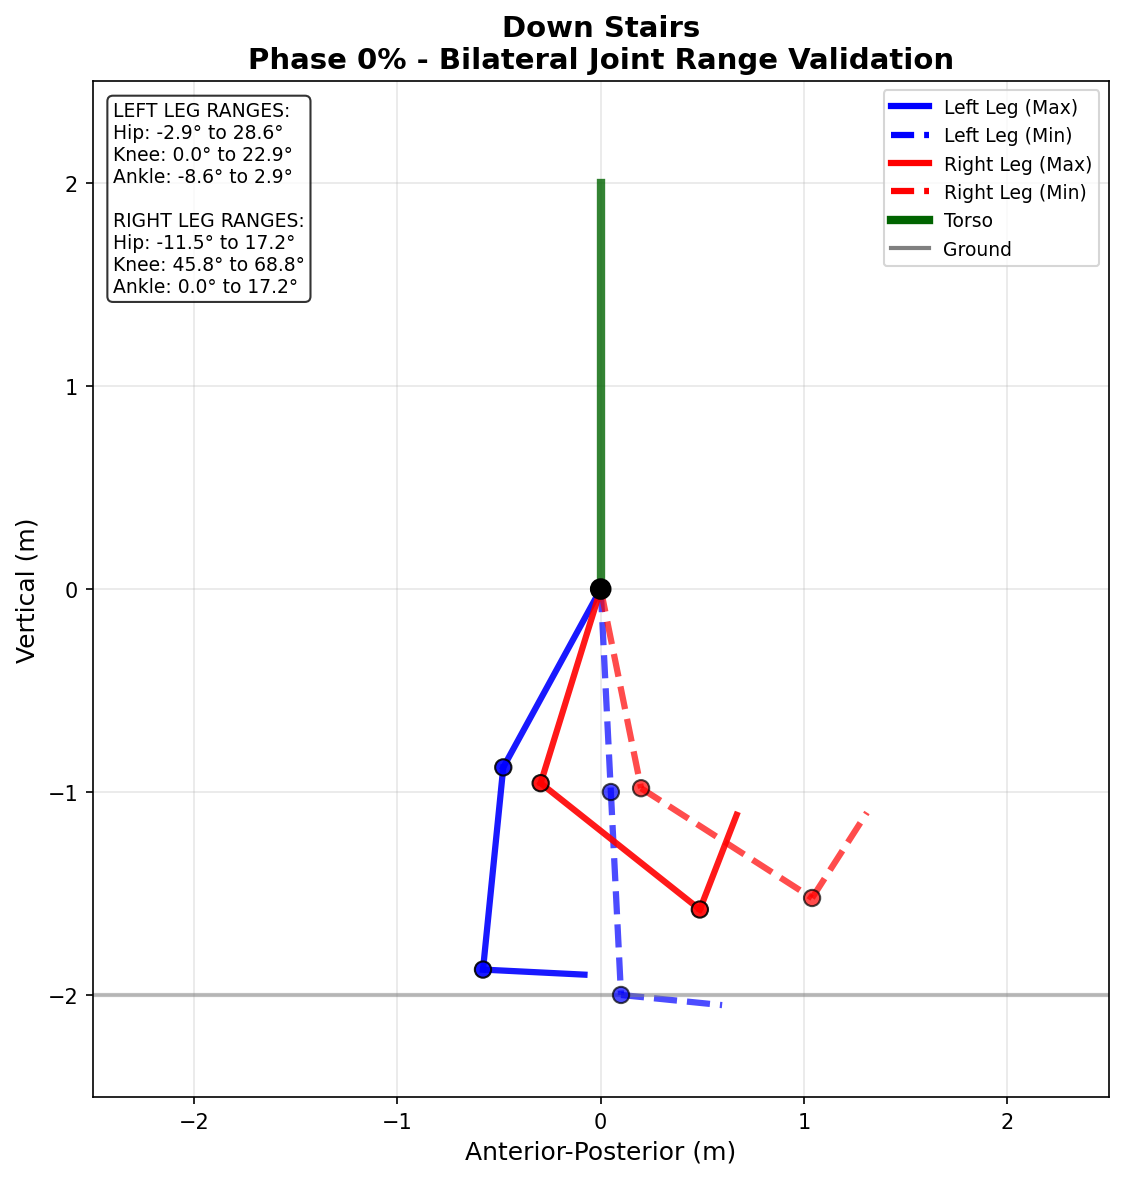 Down Stairs
Phase 0% - Bilateral Joint Range Validation
LEFT LEG RANGES:
Hip: -2.9° to 28.6°
Knee: 0.0° to 22.9°
Ankle: -8.6° to 2.9°
RIGHT LEG RANGES:
Hip: -11.5° to 17.2°
Knee: 45.8° to 68.8°
Ankle: 0.0° to 17.2°
Left Leg (Max)
Left Leg (Min)
Right Leg (Max)
Right Leg (Min)
Torso
Ground
Vertical (m)
2
1
0
−1
−2
−2
−1
0
1
2
Anterior-Posterior (m)